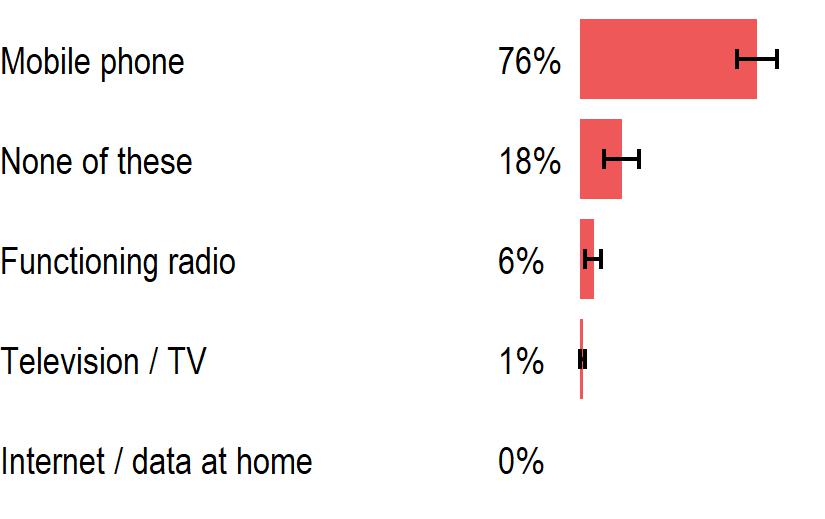 Mobile phone 76%
None of these 18%
Functioning radio 6%
Television / TV 1%
Internet / data at home 0%